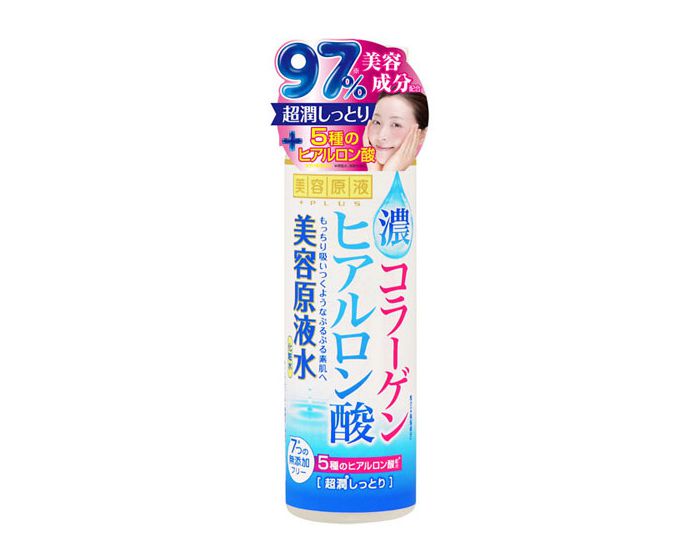 97%
※
美容
成分
配合
超潤しっとり
+5種の
ヒアルロン酸
美容原液
+PLUS
濃
コラーゲン
ヒアルロン酸
もっちり吸いつくようなぷるぷる素肌へ
美容原液水
化粧水
7つの
無添加
フリー
5種のヒアルロン酸
[超潤しっとり]